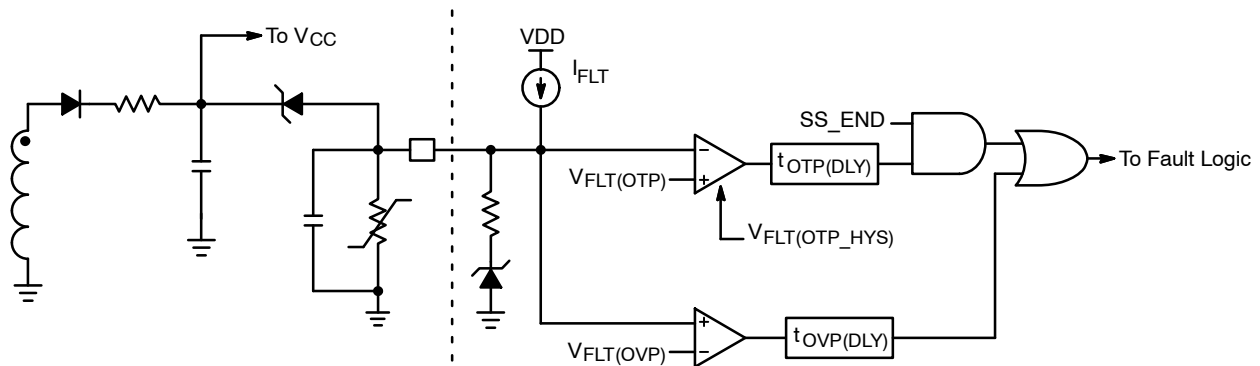 To VCC
VDD
IFLT
SS_END
VFLT(OTP)
tOTP(DLY)
To Fault Logic
VFLT(OTP_HYS)
VFLT(OVP)
tOVP(DLY)